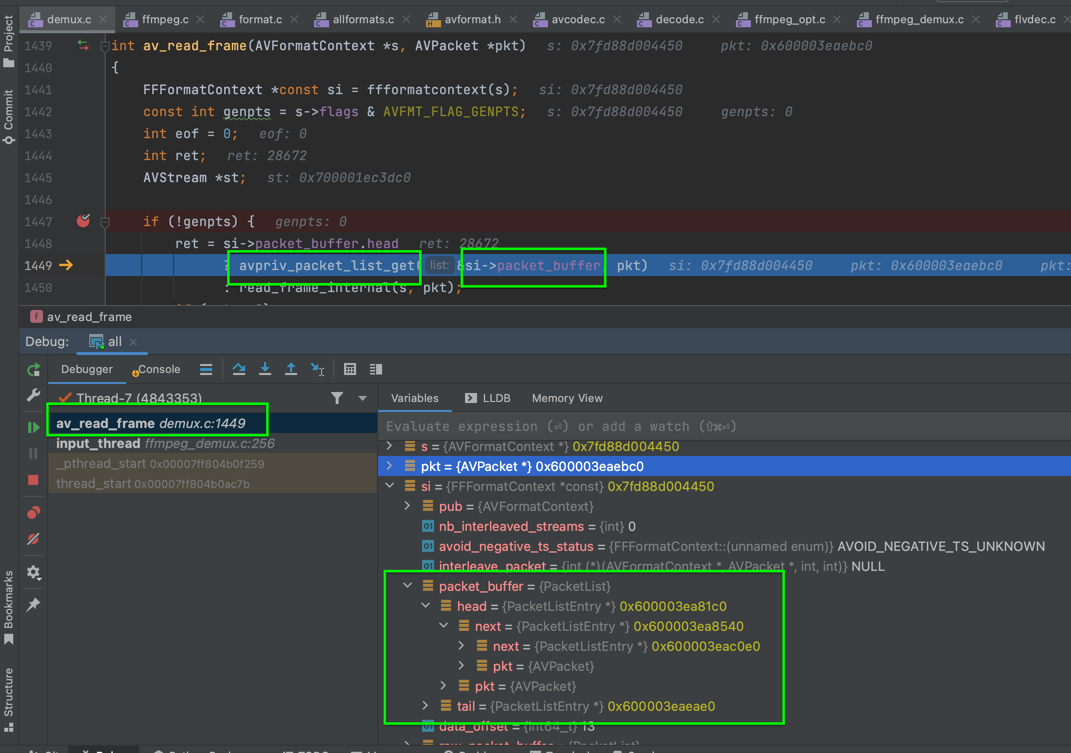 demux.c ffmpeg.c format.c allformats.c avformat.h avcodec.c decode.c ffmpeg_opt.c ffmpeg_demux.c flvdec.c
Project
Commit
Bookmarks
Structure
1439 int av_read_frame(AVFormatContext *s, AVPacket *pkt) s: 0x7fd88d004450 pkt: 0x600003eaebc0
1440 {
1441 FFFormatContext *const si = ffformatcontext(s); si: 0x7fd88d004450
1442 const int genpts = s->flags & AVFMT_FLAG_GENPTS; s: 0x7fd88d004450 genpts: 0
1443 int eof = 0; eof: 0
1444 int ret; ret: 28672
1445 AVStream *st; st: 0x700001ec3dc0
1446
1447 if (!genpts) { genpts: 0
1448 ret = si->packet_buffer.head ret: 28672
1449 ? avpriv_packet_list_get( list: &si->packet_buffer, pkt) si: 0x7fd88d004450 pkt: 0x600003eaebc0 pkt:
1450 : read_frame_internal(s, pkt);
f av_read_frame
Debug: all
Debugger Console
Thread-7 (4843353)
av_read_frame demux.c:1449
input_thread ffmpeg_demux.c:256
_pthread_start 0x00007ff804b0f259
thread_start 0x00007ff804b0ac7b
Variables LLDB Memory View
Evaluate expression (⏎) or add a watch (⇧⌘⏎)
s = {AVFormatContext *} 0x7fd88d004450
pkt = {AVPacket *} 0x600003eaebc0
si = {FFFormatContext *const} 0x7fd88d004450
pub = {AVFormatContext}
01 nb_interleaved_streams = {int} 0
01 avoid_negative_ts_status = {FFFormatContext::(unnamed enum)} AVOID_NEGATIVE_TS_UNKNOWN
01 interleave_packet = {int (*)(AVFormatContext *, AVPacket *, int, int)} NULL
packet_buffer = {PacketList}
head = {PacketListEntry *} 0x600003ea81c0
next = {PacketListEntry *} 0x600003ea8540
next = {PacketListEntry *} 0x600003eac0e0
pkt = {AVPacket}
pkt = {AVPacket}
tail = {PacketListEntry *} 0x600003eaeae0
01 data_offset = {int64_t} 13